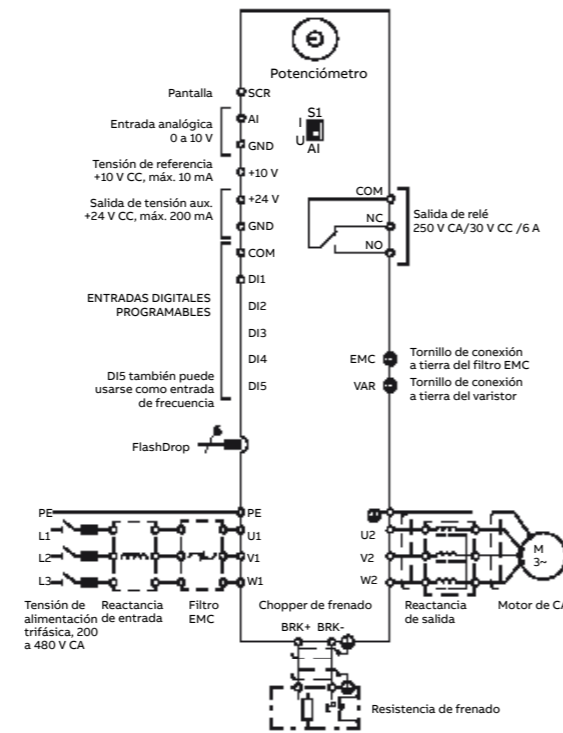 Potenciómetro
Pantalla
SCR
Entrada analógica
0 a 10 V
AI
GND
S1
I
U
AI
Tensión de referencia
+10 V CC, máx. 10 mA
+10 V
Salida de tensión aux.
+24 V CC, máx. 200 mA
+24 V
GND
COM
NC
NO
Salida de relé
250 V CA/30 V CC /6 A
COM
DI1
ENTRADAS DIGITALES
PROGRAMABLES
DI2
DI3
DI4
DI5
DI5 también puede
usarse como entrada
de frecuencia
EMC
Tornillo de conexión
a tierra del filtro EMC
VAR
Tornillo de conexión
a tierra del varistor
FlashDrop
PE
PE
L1
U1
L2
V1
L3
W1
U2
V2
W2
M
3~
Tensión de
alimentación
trifásica, 200
a 480 V CA
Reactancia
de entrada
Filtro
EMC
Chopper de frenado
BRK+ BRK-
Reactancia
de salida
Motor de CA
Resistencia de frenado